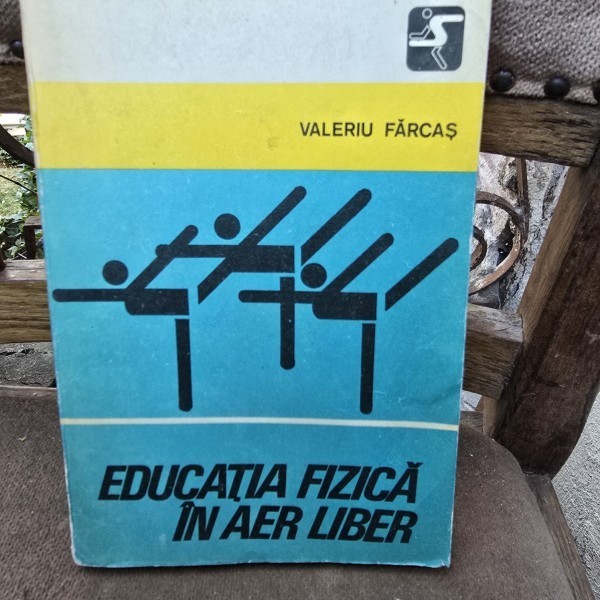 VALERIU FĂRCAȘ
EDUCAȚIA FIZICĂ
ÎN AER LIBER